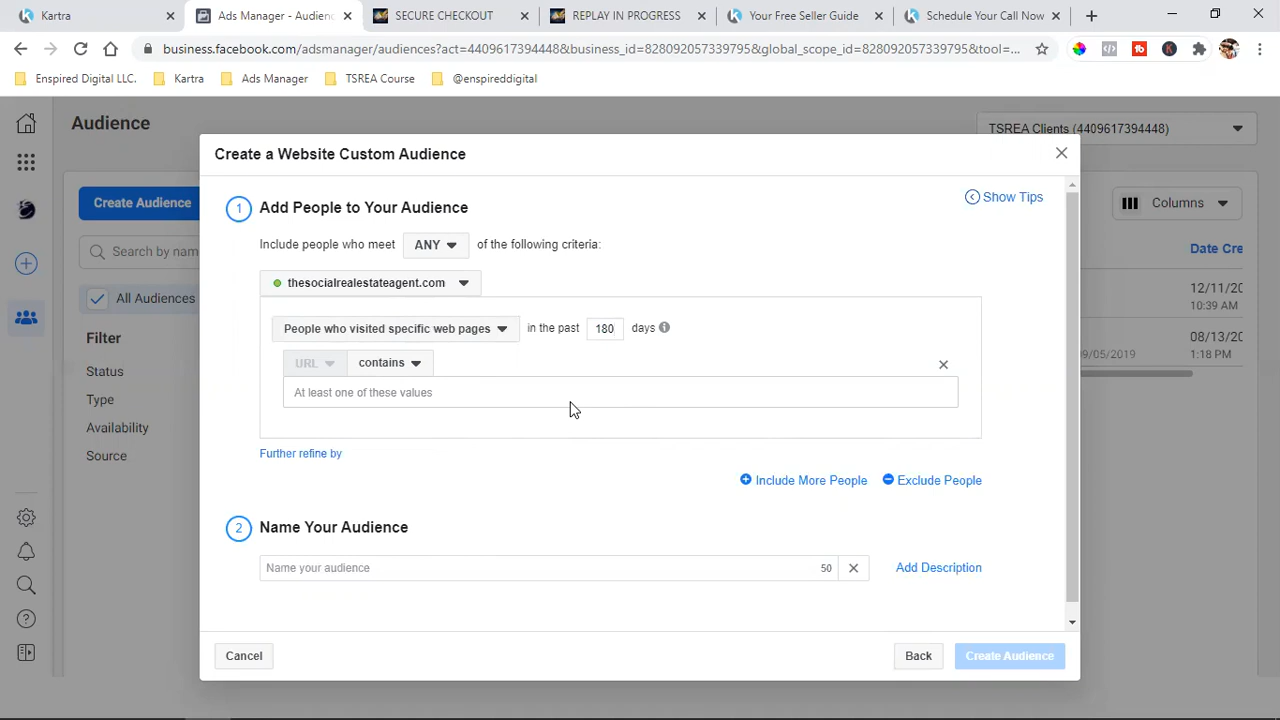 Kartra
Ads Manager - Audienc
SECURE CHECKOUT
REPLAY IN PROGRESS
Your Free Seller Guide
Schedule Your Call Now
business.facebook.com/adsmanager/audiences?act=4409617394448&business_id=828092057339795&global_scope_id=828092057339795&tool=...
Enspired Digital LLC.
Kartra
Ads Manager
TSREA Course
@enspireddigital
Audience
TSREA Clients (4409617394448)
Create a Website Custom Audience
Create Audience
Columns
Search by nam
Date Cre
All Audiences
12/11/20
10:39 AM
Filter
08/13/20
09/05/2019
1:18 PM
Status
Type
Availability
Source
Show Tips
1
Add People to Your Audience
Include people who meet ANY of the following criteria:
thesocialrealestateagent.com
People who visited specific web pages in the past 180 days
URL contains
At least one of these values
Further refine by
Include More People
Exclude People
2
Name Your Audience
Name your audience
50
Add Description
Cancel
Back
Create Audience